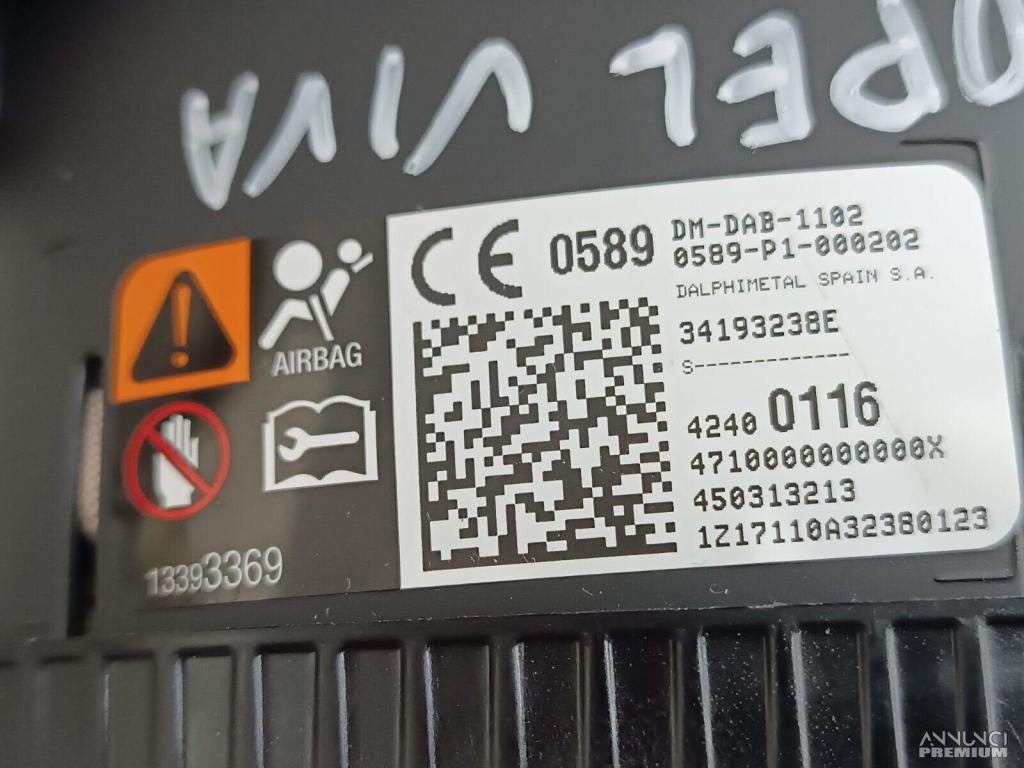 OPEL VIVA
CE 0589
DM-DAB-1102
0589-P1-000202
DALPHIMETAL SPAIN S.A.
34193238E
S-------------
4240 0116
4710000000000X
450313213
1Z17110A32380123
AIRBAG
13393369
ANNUNCI
PREMIUM